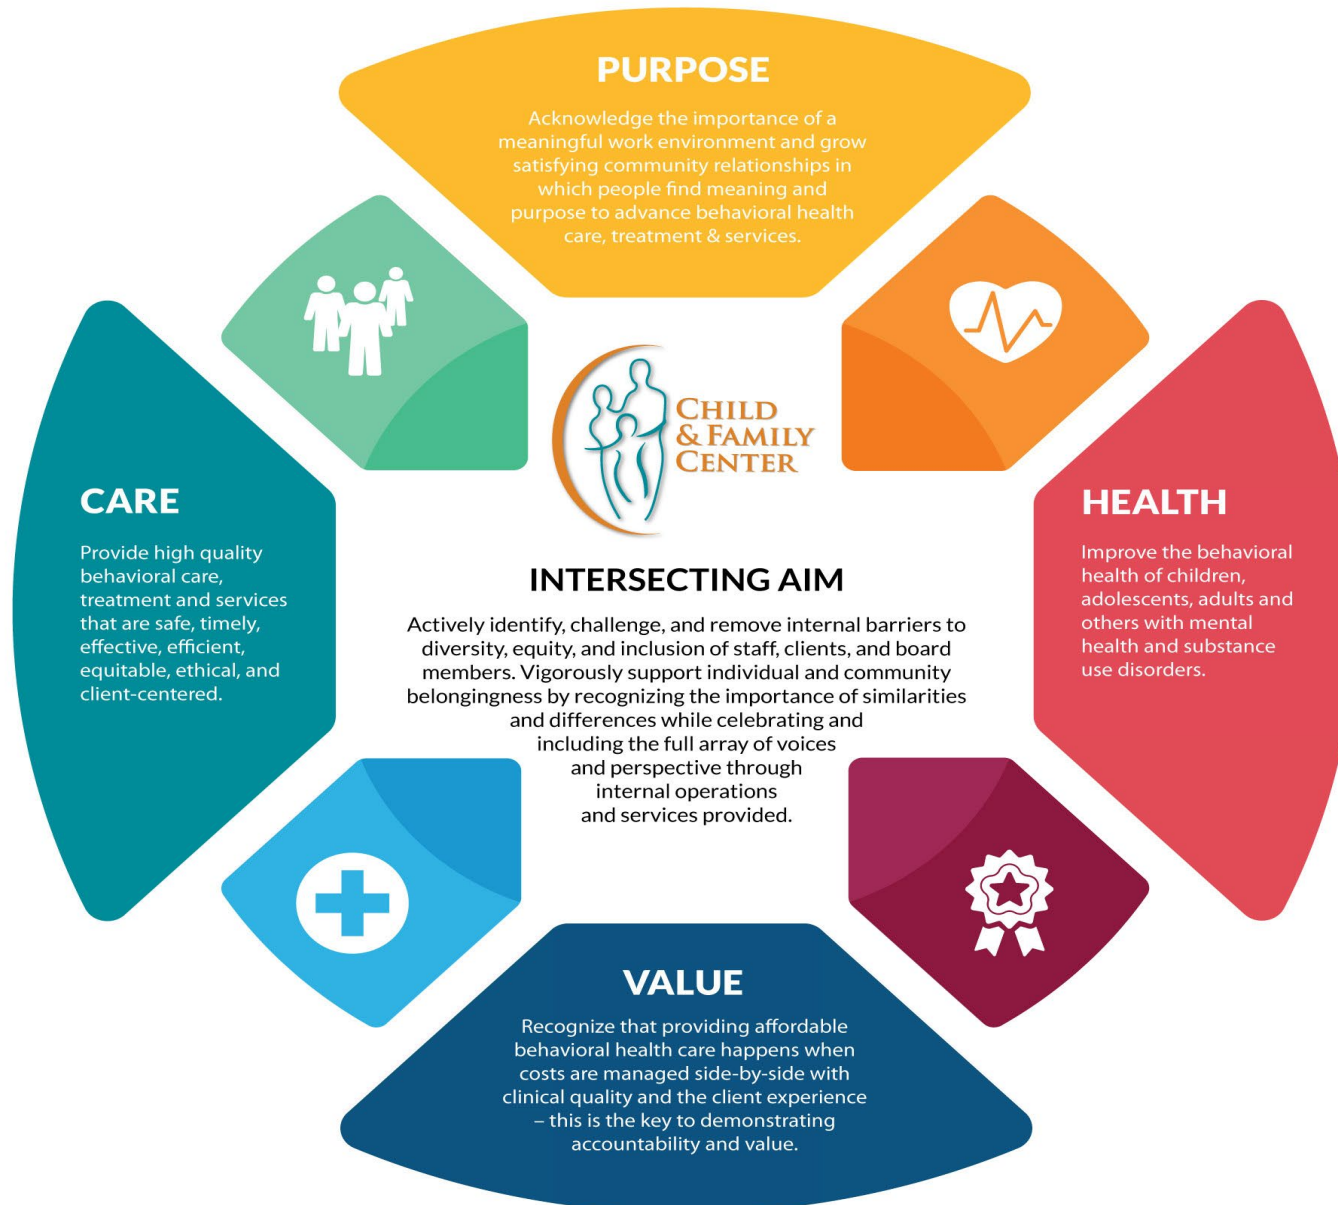 PURPOSE
Acknowledge the importance of a
meaningful work environment and grow
satisfying community relationships in
which people find meaning and
purpose to advance behavioral health
care, treatment & services.
CHILD
& FAMILY
CENTER
CARE
Provide high quality
behavioral care,
treatment and services
that are safe, timely,
effective, efficient,
equitable, ethical, and
client-centered.
INTERSECTING AIM
Actively identify, challenge, and remove internal barriers to
diversity, equity, and inclusion of staff, clients, and board
members. Vigorously support individual and community
belongingness by recognizing the importance of similarities
and differences while celebrating and
including the full array of voices
and perspective through
internal operations
and services provided.
HEALTH
Improve the behavioral
health of children,
adolescents, adults and
others with mental
health and substance
use disorders.
VALUE
Recognize that providing affordable
behavioral health care happens when
costs are managed side-by-side with
clinical quality and the client experience
– this is the key to demonstrating
accountability and value.